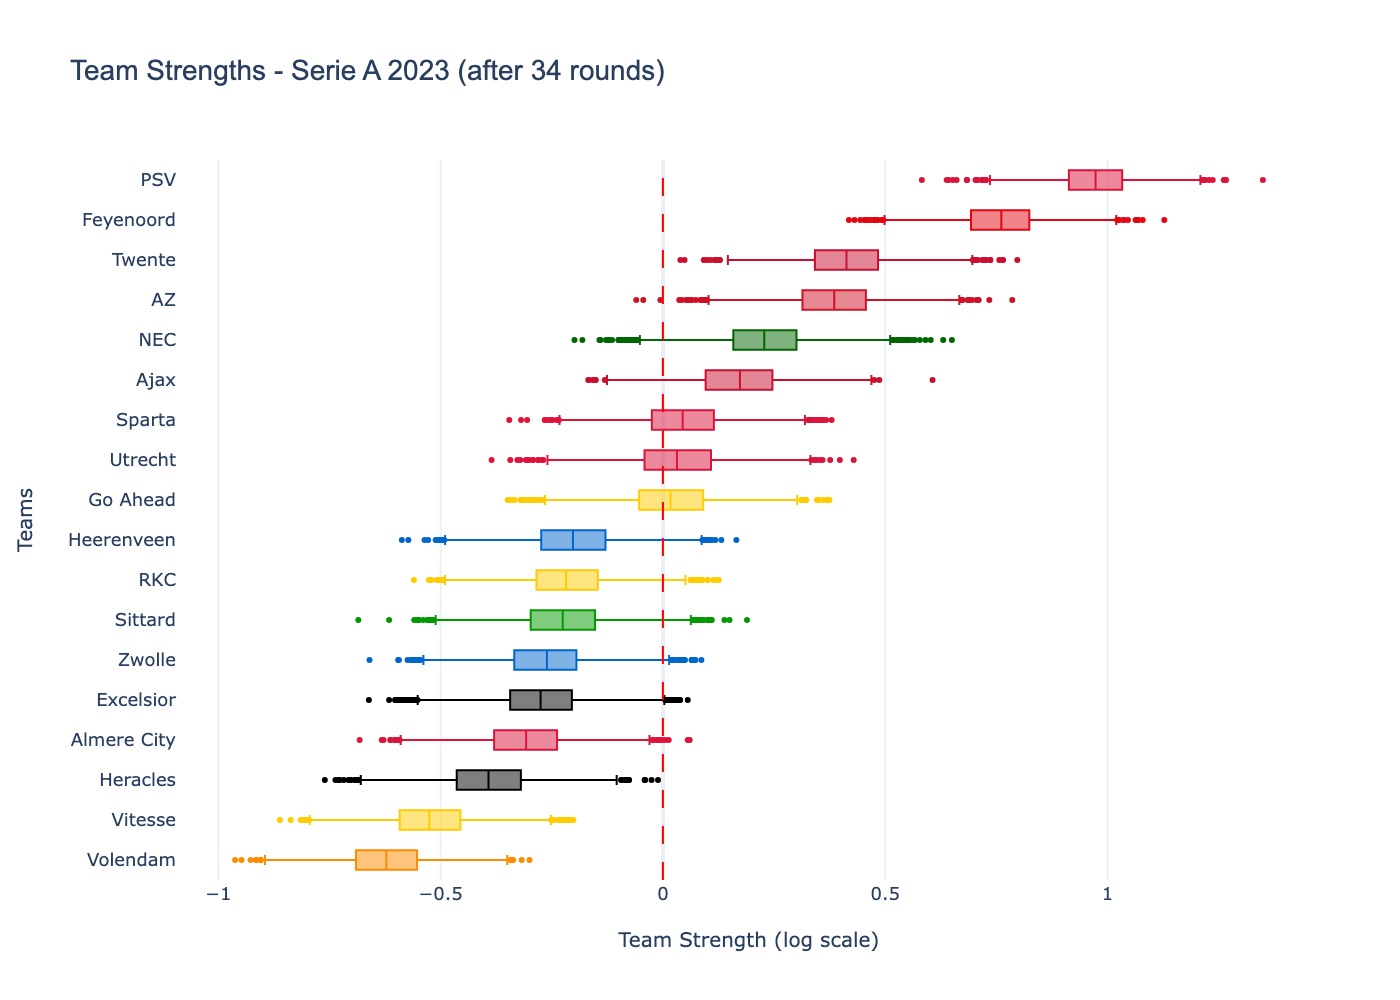 Team Strengths - Serie A 2023 (after 34 rounds)
PSV
Feyenoord
Twente
AZ
NEC
Ajax
Sparta
Utrecht
Go Ahead
Heerenveen
RKC
Sittard
Zwolle
Excelsior
Almere City
Heracles
Vitesse
Volendam
Teams
−1
−0.5
0
0.5
1
Team Strength (log scale)